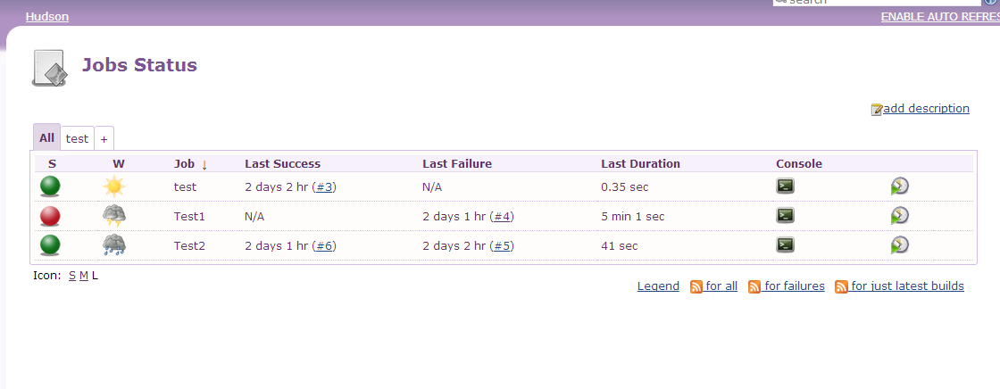 search
Hudson ENABLE AUTO REFRES
Jobs Status
add description
All test +
S W Job ↓ Last Success Last Failure Last Duration Console
test 2 days 2 hr (#3) N/A 0.35 sec
Test1 N/A 2 days 1 hr (#4) 5 min 1 sec
Test2 2 days 1 hr (#6) 2 days 2 hr (#5) 41 sec
Icon: S M L
Legend for all for failures for just latest builds